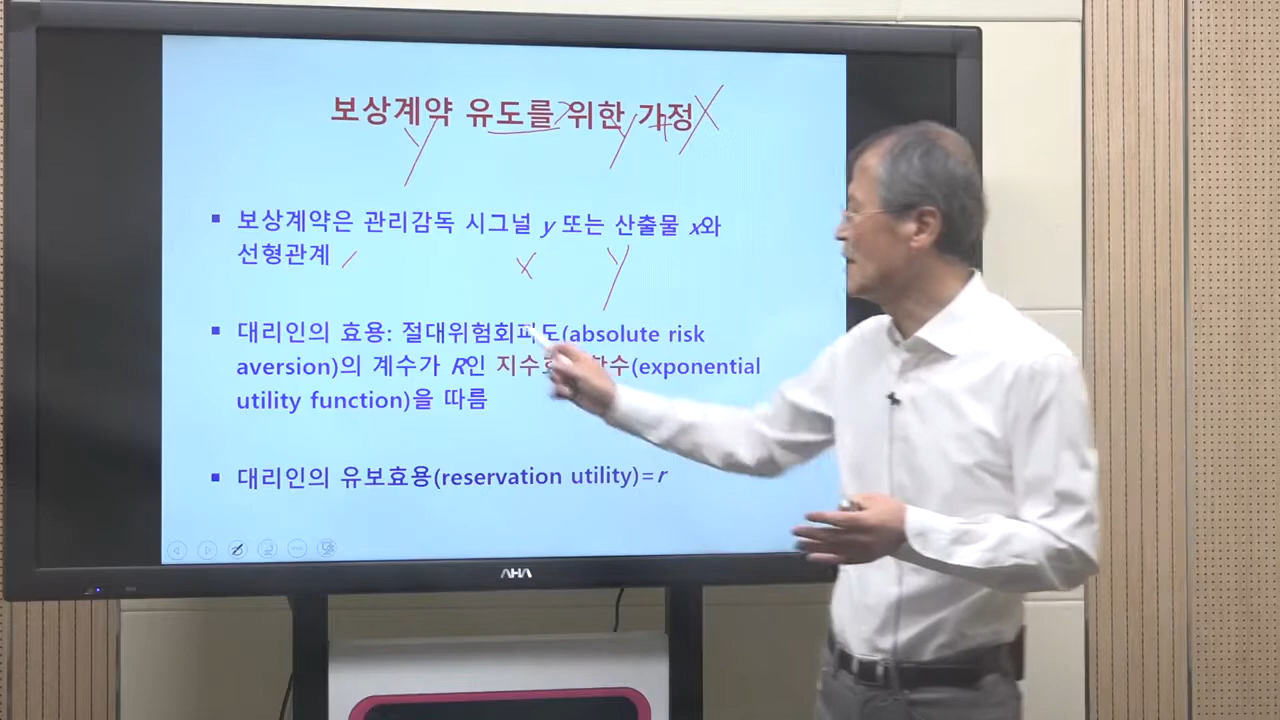 보상계약 유도를 위한 가정
y
y
x
보상계약은 관리감독 시그널 y 또는 산출물 x와
선형관계
x
y
대리인의 효용: 절대위험회피도(absolute risk
aversion)의 계수가 R인 (exponential
utility function)을 따름
대리인의 유보효용(reservation utility)=r
AHA